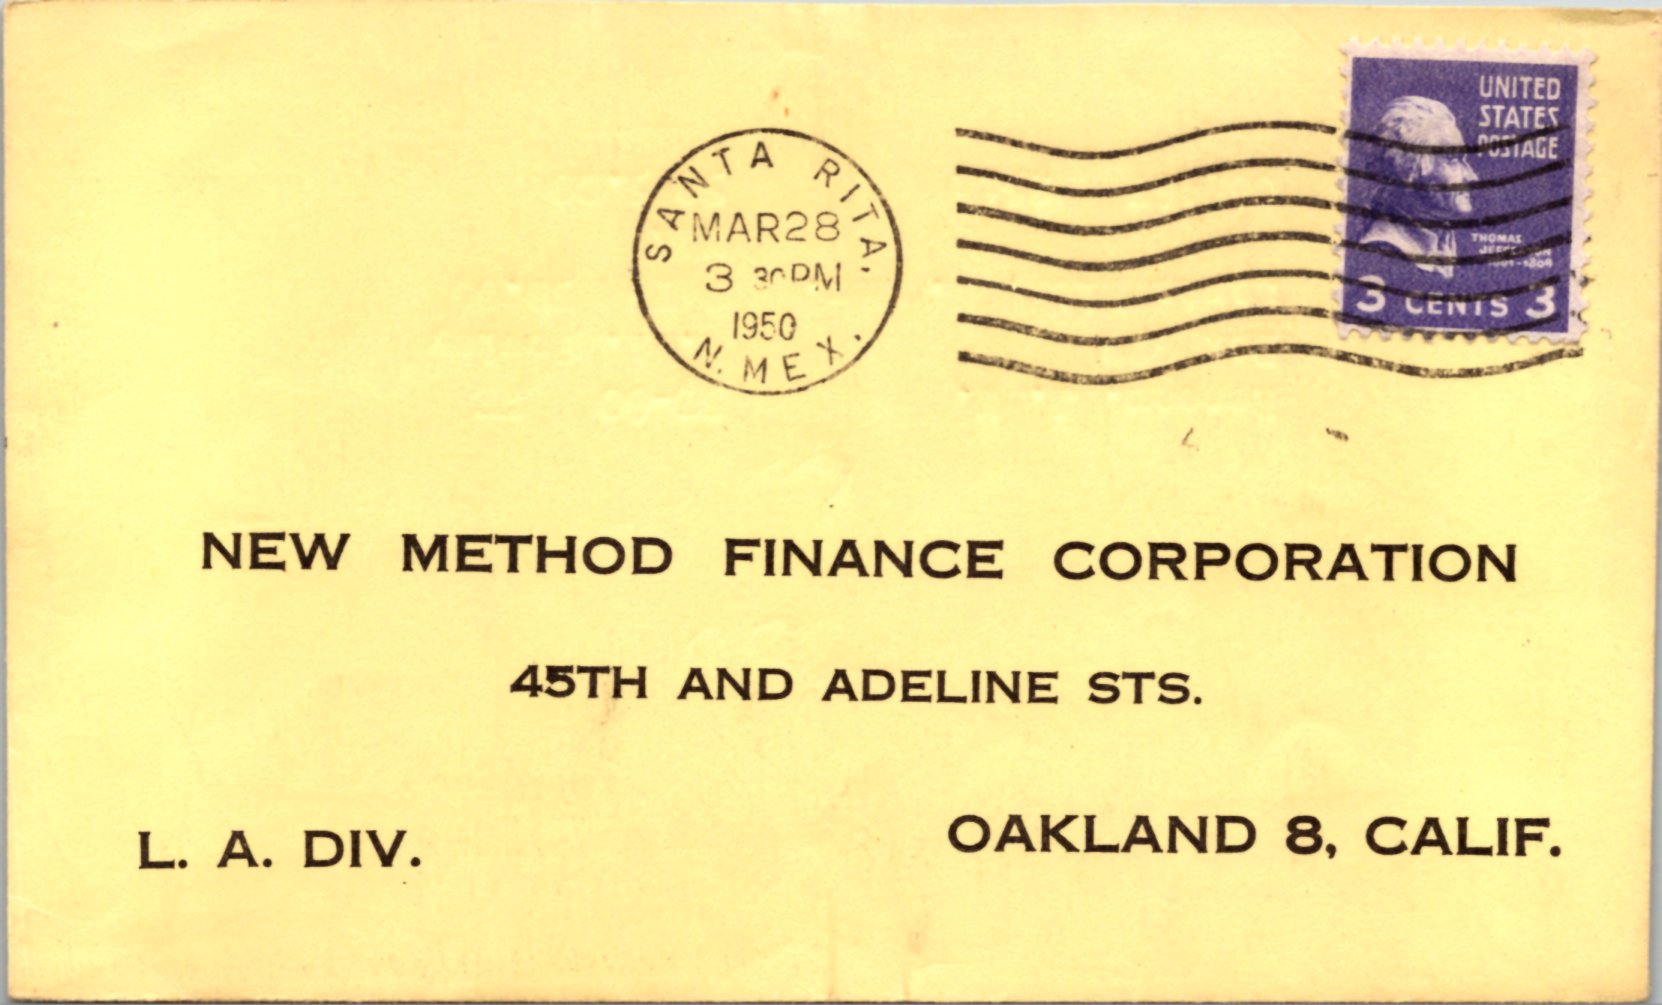 UNITED
STATES
POSTAGE
THOMAS
JEFFERSON
3 CENTS 3
SANTA RITA.
MAR 28
3 30 PM
1950
N. MEX.
NEW METHOD FINANCE CORPORATION
45TH AND ADELINE STS.
L. A. DIV.
OAKLAND 8, CALIF.